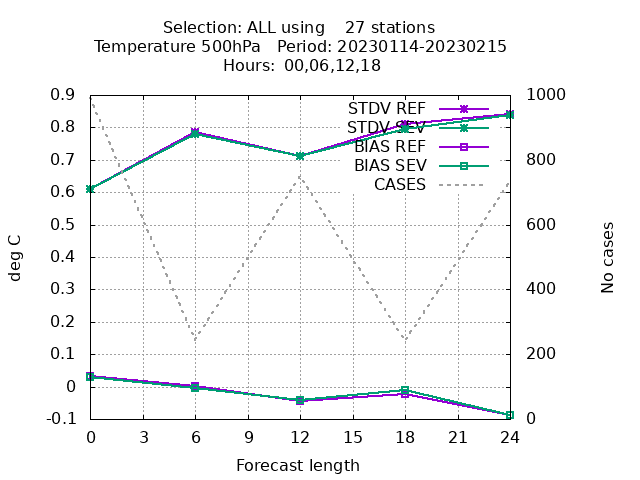 Selection: ALL using    27 stations
Temperature 500hPa   Period: 20230114-20230215
Hours: 00,06,12,18
0.9
0.8
0.7
0.6
0.5
0.4
0.3
0.2
0.1
0
-0.1
deg C
STDV REF
STDV SEV
BIAS REF
BIAS SEV
CASES
1000
800
600
400
200
0
No cases
0 3 6 9 12 15 18 21 24
Forecast length